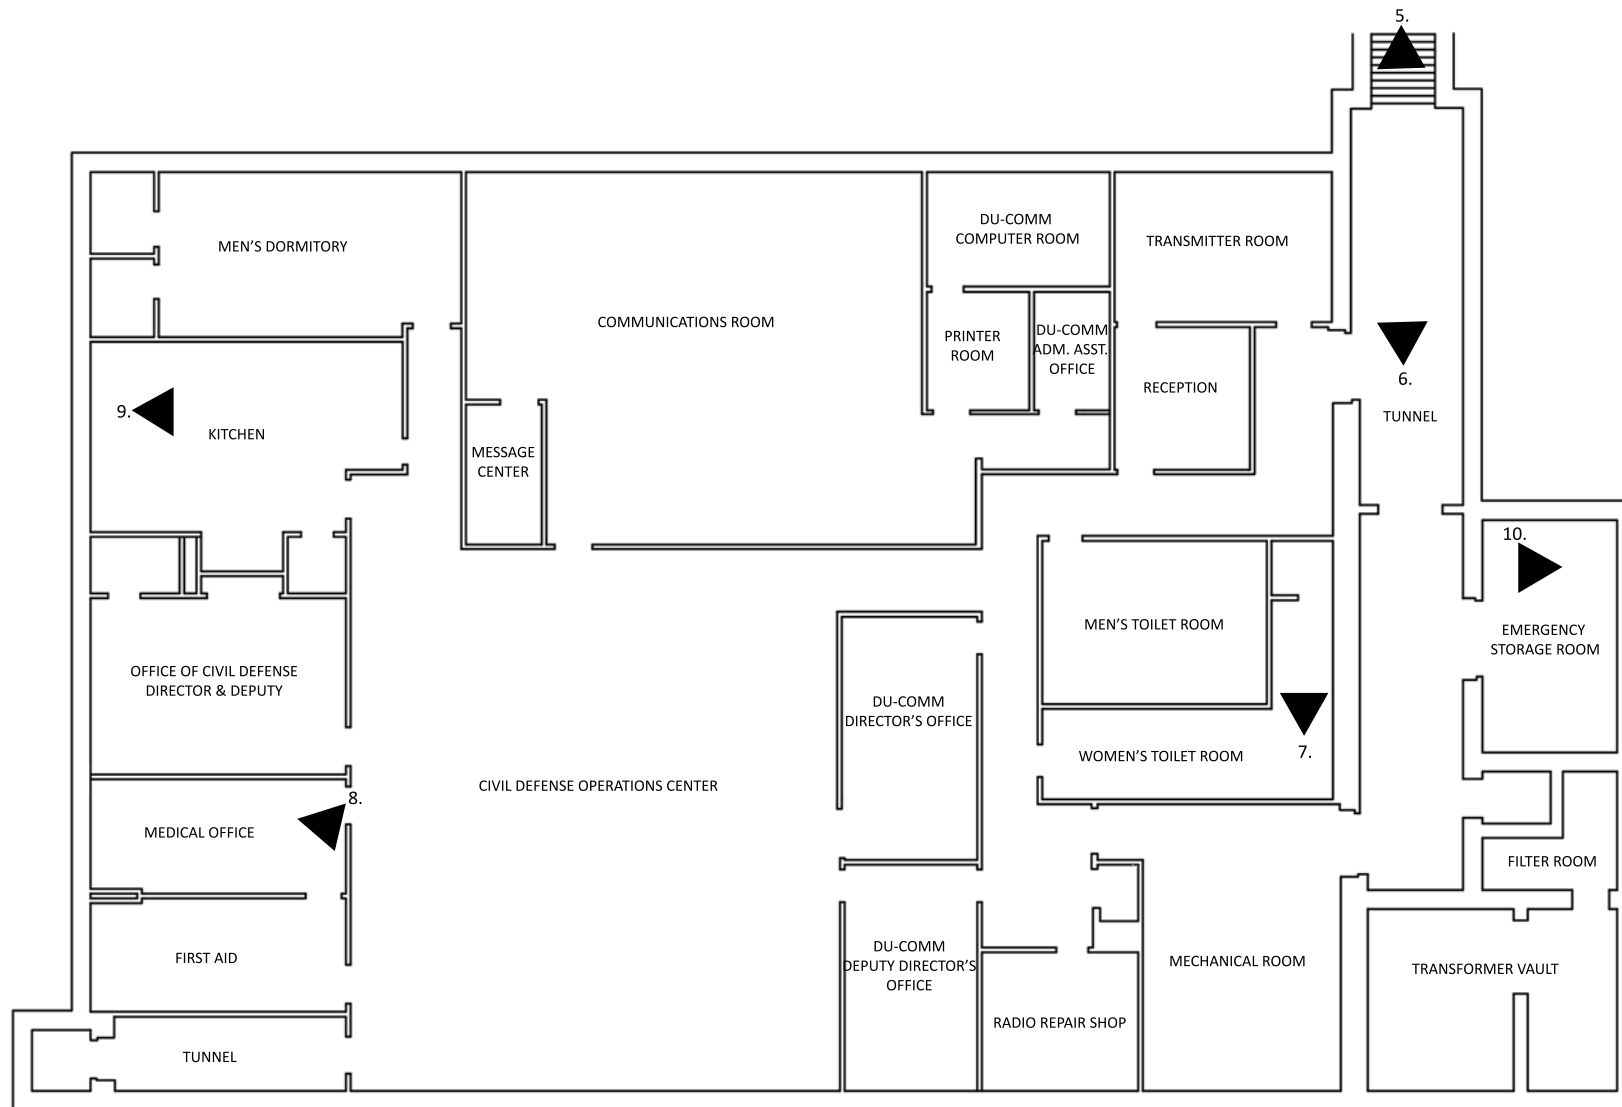 5.
DU-COMM
COMPUTER ROOM
MEN'S DORMITORY
TRANSMITTER ROOM
COMMUNICATIONS ROOM
PRINTER
ROOM
DU-COMM
ADM. ASST.
OFFICE
RECEPTION
6.
TUNNEL
9.
KITCHEN
MESSAGE
CENTER
10.
EMERGENCY
STORAGE ROOM
MEN'S TOILET ROOM
OFFICE OF CIVIL DEFENSE
DIRECTOR & DEPUTY
DU-COMM
DIRECTOR'S OFFICE
WOMEN'S TOILET ROOM
7.
CIVIL DEFENSE OPERATIONS CENTER
8.
MEDICAL OFFICE
FILTER ROOM
FIRST AID
DU-COMM
DEPUTY DIRECTOR'S
OFFICE
MECHANICAL ROOM
TRANSFORMER VAULT
RADIO REPAIR SHOP
TUNNEL